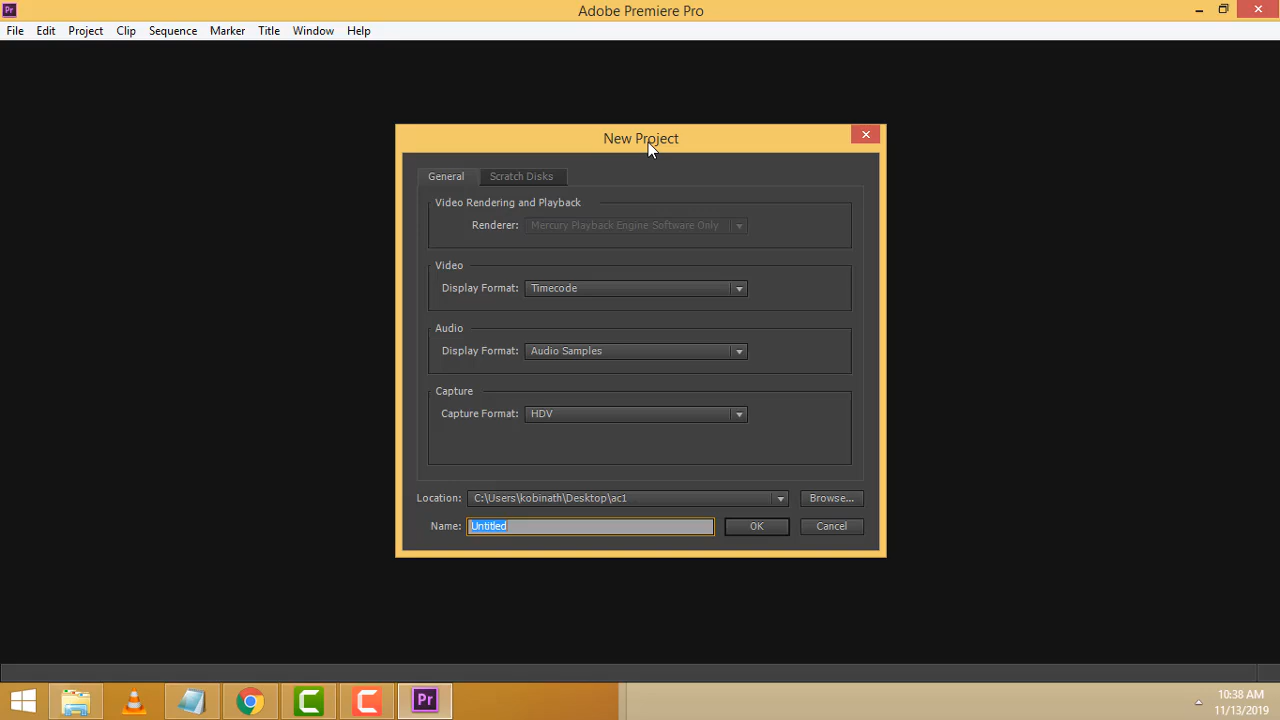 Pr
Adobe Premiere Pro
File Edit Project Clip Sequence Marker Title Window Help
New Project
General Scratch Disks
Video Rendering and Playback
Renderer: Mercury Playback Engine Software Only
Video
Display Format: Timecode
Audio
Display Format: Audio Samples
Capture
Capture Format: HDV
Location: C:\Users\kobinath\Desktop\ac1 Browse...
Name: Untitled OK Cancel
Pr
10:38 AM
11/13/2019